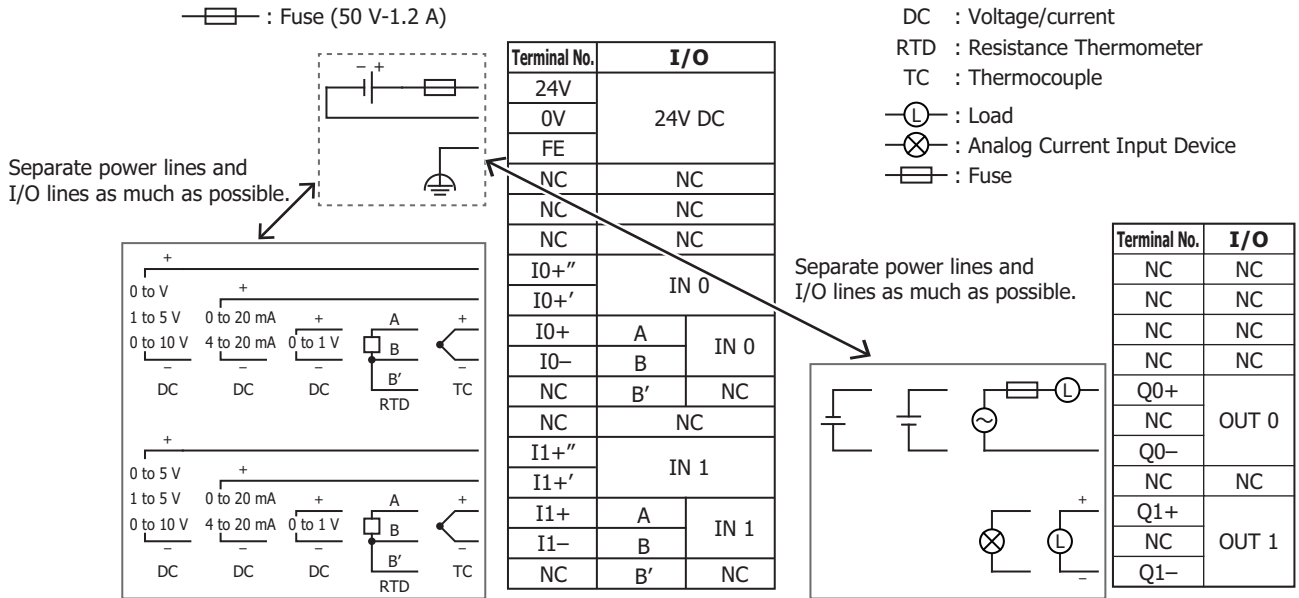 : Fuse (50 V-1.2 A)
DC : Voltage/current
RTD : Resistance Thermometer
TC : Thermocouple
L : Load
: Analog Current Input Device
: Fuse
Separate power lines and
I/O lines as much as possible.
– +
Terminal No. I/O
24V 24V DC
0V
FE
NC NC
NC NC
NC NC
I0+″ IN 0
I0+′
I0+ A IN 0
I0– B
NC B′ NC
NC NC
I1+″ IN 1
I1+′
I1+ A IN 1
I1– B
NC B′ NC
+
0 to V +
1 to 5 V 0 to 20 mA + A +
0 to 10 V 4 to 20 mA 0 to 1 V B
– – – B′ –
DC DC DC RTD TC
+
0 to 5 V +
1 to 5 V 0 to 20 mA + A +
0 to 10 V 4 to 20 mA 0 to 1 V B
– – – B′ –
DC DC DC RTD TC
Separate power lines and
I/O lines as much as possible.
L
+
L
–
Terminal No. I/O
NC NC
NC NC
NC NC
NC NC
Q0+ OUT 0
NC
Q0–
NC NC
Q1+ OUT 1
NC
Q1–